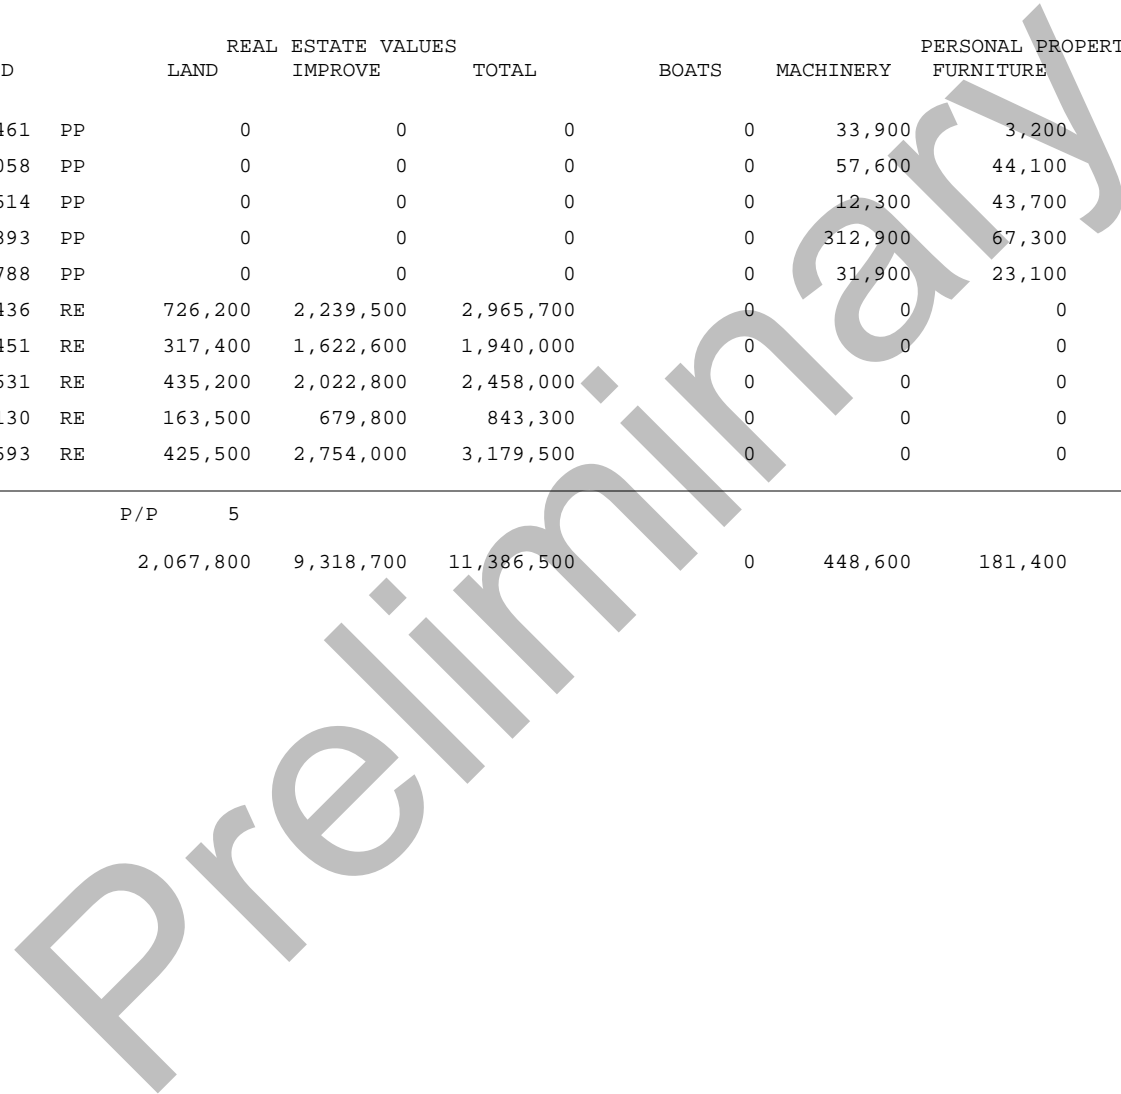 REAL ESTATE VALUES PERSONAL PROPERT
D LAND IMPROVE TOTAL BOATS MACHINERY FURNITURE
461 PP 0 0 0 0 33,900 3,200
058 PP 0 0 0 0 57,600 44,100
514 PP 0 0 0 0 12,300 43,700
893 PP 0 0 0 0 312,900 67,300
788 PP 0 0 0 0 31,900 23,100
436 RE 726,200 2,239,500 2,965,700 0 0 0
451 RE 317,400 1,622,600 1,940,000 0 0 0
531 RE 435,200 2,022,800 2,458,000 0 0 0
130 RE 163,500 679,800 843,300 0 0 0
593 RE 425,500 2,754,000 3,179,500 0 0 0
P/P 5
2,067,800 9,318,700 11,386,500 0 448,600 181,400
Preliminary